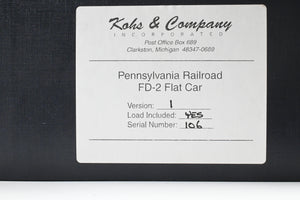 Kohs & Company
INCORPORATED
Post Office Box 689
Clarkston, Michigan 48347-0689
Pennsylvania Railroad
FD-2 Flat Car
Version: 1
Load Included: YES
Serial Number: 106